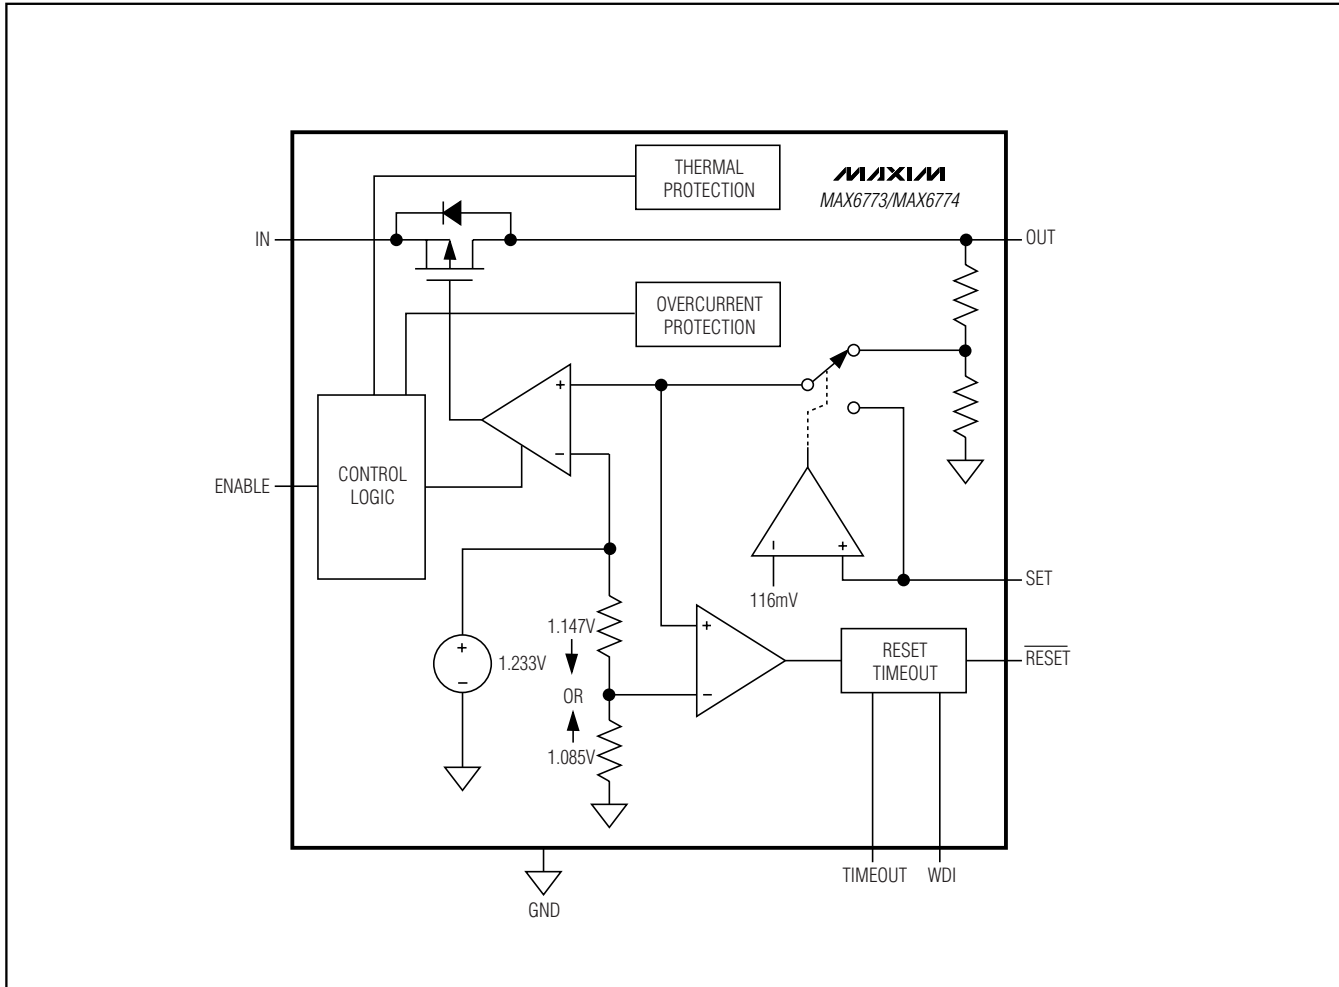 THERMAL
PROTECTION
MAXIM
MAX6773/MAX6774
IN
OUT
OVERCURRENT
PROTECTION
+
−
CONTROL
LOGIC
ENABLE
−
+
116mV
SET
1.147V
+
−
1.233V
OR
1.085V
+
−
RESET
TIMEOUT
RESET
TIMEOUT
WDI
GND